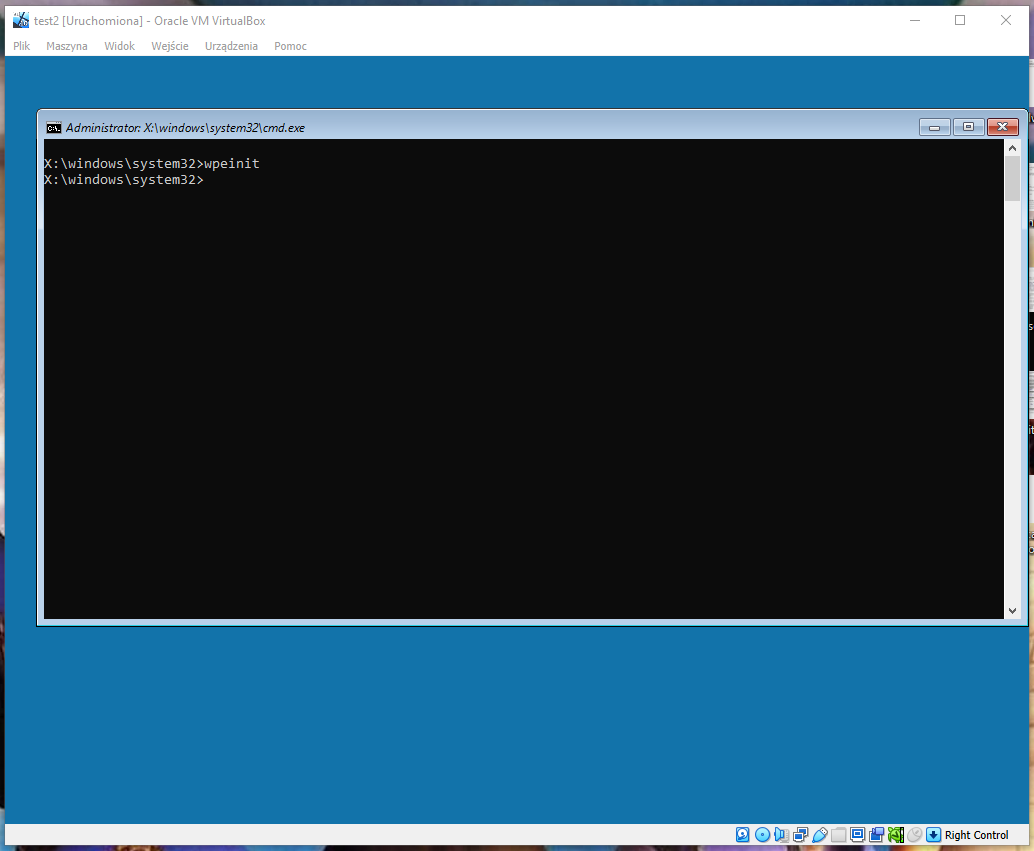 test2 [Uruchomiona] - Oracle VM VirtualBox
Plik Maszyna Widok Wejście Urządzenia Pomoc
Administrator: X:\windows\system32\cmd.exe
X:\windows\system32>wpeinit
X:\windows\system32>
Right Control